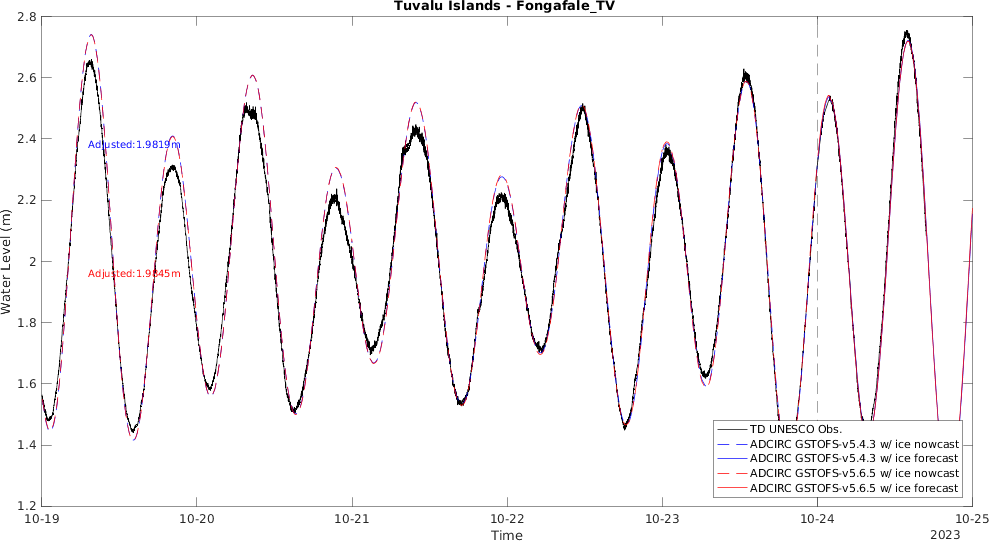 Tuvalu Islands - Fongafale_TV
2.8
2.6
2.4
2.2
2
1.8
1.6
1.4
1.2
Water Level (m)
Adjusted:1.9819m
Adjusted:1.9845m
TD UNESCO Obs.
ADCIRC GSTOFS-v5.4.3 w/ ice nowcast
ADCIRC GSTOFS-v5.4.3 w/ ice forecast
ADCIRC GSTOFS-v5.6.5 w/ ice nowcast
ADCIRC GSTOFS-v5.6.5 w/ ice forecast
10-19 10-20 10-21 10-22 10-23 10-24 10-25
Time
2023